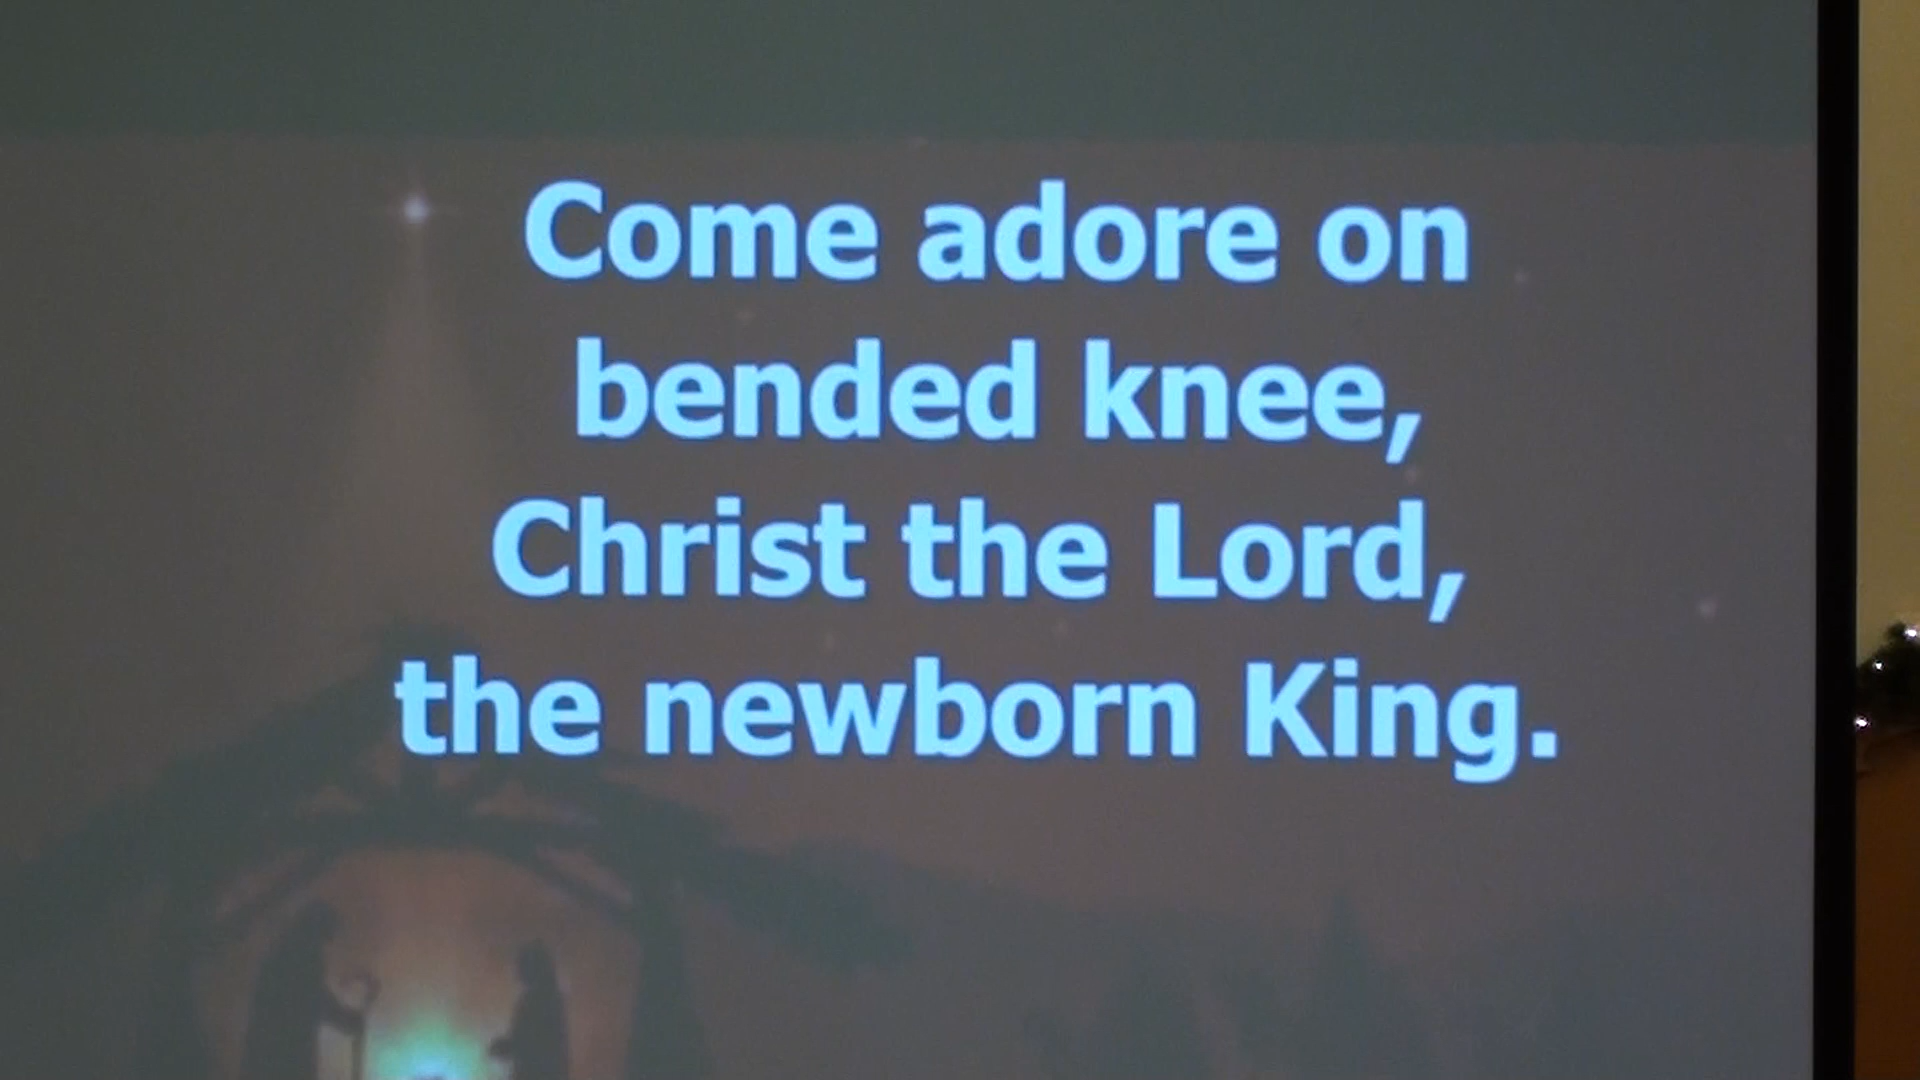 Come adore on
bended knee,
Christ the Lord,
the newborn King.